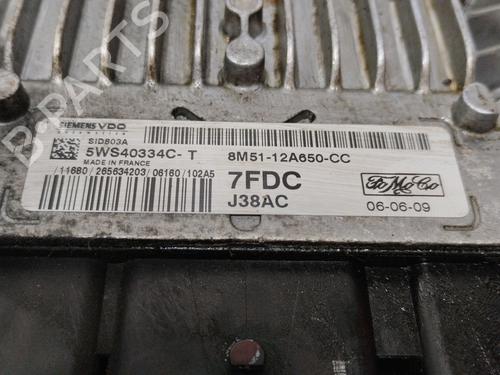 B-PARTS
SIEMENS VDO
AUTOMOTIVE
SID803A
5WS40334C- T
MADE IN FRANCE
/11680 /265634203 /06160 /102A5
8M51-12A650-CC
7FDC
J38AC
FoMoCo
06-06-09